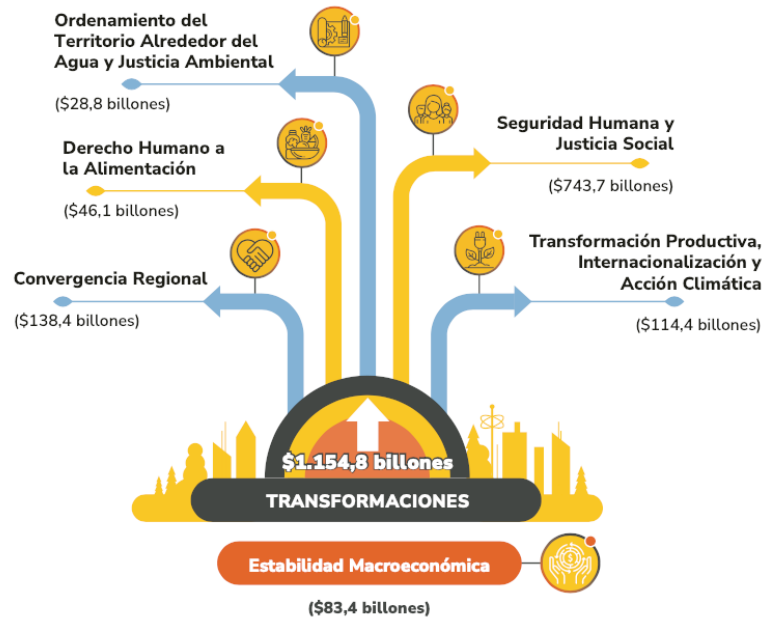 Ordenamiento del
Territorio Alrededor del
Agua y Justicia Ambiental
($28,8 billones)
Derecho Humano a
la Alimentación
($46,1 billones)
Convergencia Regional
($138,4 billones)
Seguridad Humana y
Justicia Social
($743,7 billones)
Transformación Productiva,
Internacionalización y
Acción Climática
($114,4 billones)
$1.154,8 billones
TRANSFORMACIONES
Estabilidad Macroeconómica
($83,4 billones)